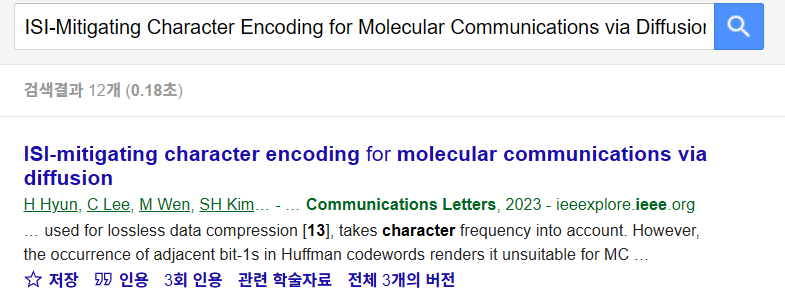 ISI-Mitigating Character Encoding for Molecular Communications via Diffusion
검색결과 12개 (0.18초)
ISI-mitigating character encoding for molecular communications via
diffusion
H Hyun, C Lee, M Wen, SH Kim… - … Communications Letters, 2023 - ieeexplore.ieee.org
… used for lossless data compression [13], takes character frequency into account. However,
the occurrence of adjacent bit-1s in Huffman codewords renders it unsuitable for MC …
저장 인용 3회 인용 관련 학술자료 전체 3개의 버전